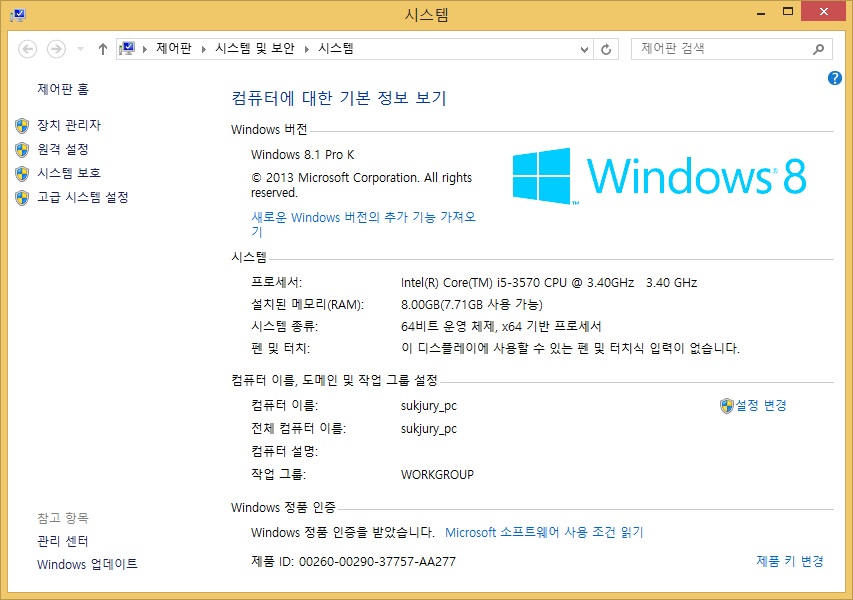 시스템
제어판 시스템 및 보안 시스템
제어판 검색
제어판 홈
장치 관리자
원격 설정
시스템 보호
고급 시스템 설정
컴퓨터에 대한 기본 정보 보기
Windows 버전
Windows 8.1 Pro K
© 2013 Microsoft Corporation. All rights
reserved.
새로운 Windows 버전의 추가 기능 가져오
기
Windows® 8™
시스템
프로세서: Intel(R) Core(TM) i5-3570 CPU @ 3.40GHz 3.40 GHz
설치된 메모리(RAM): 8.00GB(7.71GB 사용 가능)
시스템 종류: 64비트 운영 체제, x64 기반 프로세서
펜 및 터치: 이 디스플레이에 사용할 수 있는 펜 및 터치식 입력이 없습니다.
컴퓨터 이름, 도메인 및 작업 그룹 설정
컴퓨터 이름: sukjury_pc 설정 변경
전체 컴퓨터 이름: sukjury_pc
컴퓨터 설명:
작업 그룹: WORKGROUP
Windows 정품 인증
Windows 정품 인증을 받았습니다. Microsoft 소프트웨어 사용 조건 읽기
제품 ID: 00260-00290-37757-AA277 제품 키 변경
참고 항목
관리 센터
Windows 업데이트